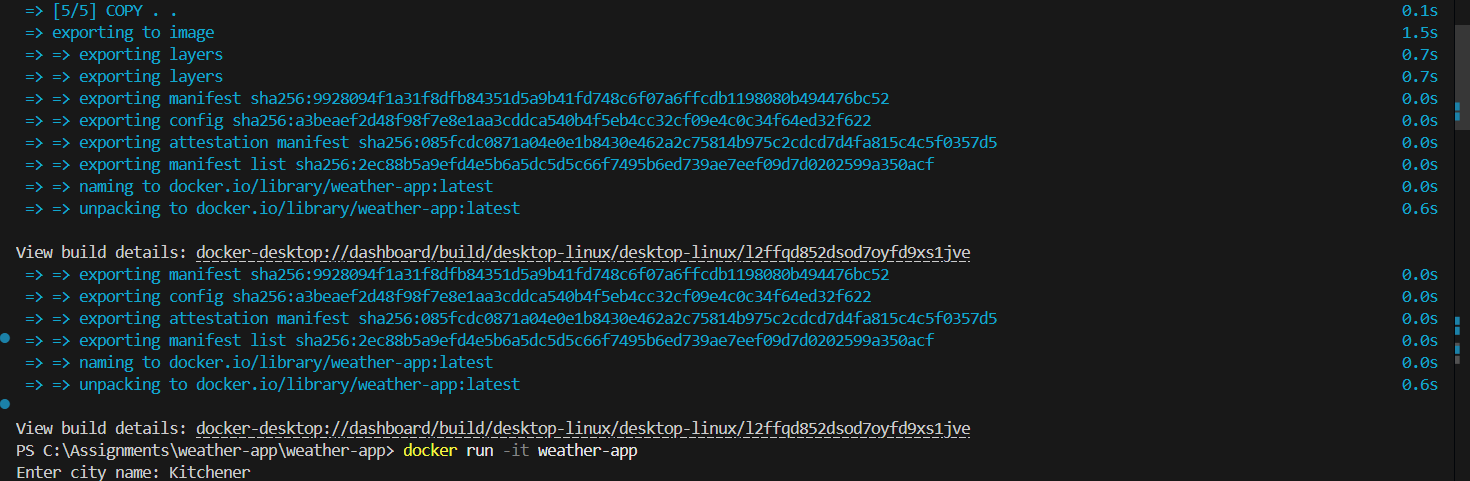 => [5/5] COPY . . 0.1s
=> exporting to image 1.5s
=> => exporting layers 0.7s
=> => exporting layers 0.7s
=> => exporting manifest sha256:9928094f1a31f8dfb84351d5a9b41fd748c6f07a6ffcdb1198080b494476bc52 0.0s
=> => exporting config sha256:a3beaef2d48f98f7e8e1aa3cddca540b4f5eb4cc32cf09e4c0c34f64ed32f622 0.0s
=> => exporting attestation manifest sha256:085fcdc0871a04e0e1b8430e462a2c75814b975c2cdcd7d4fa815c4c5f0357d5 0.0s
=> => exporting manifest list sha256:2ec88b5a9efd4e5b6a5dc5d5c66f7495b6ed739ae7eef09d7d0202599a350acf 0.0s
=> => naming to docker.io/library/weather-app:latest 0.0s
=> => unpacking to docker.io/library/weather-app:latest 0.6s
View build details: docker-desktop://dashboard/build/desktop-linux/desktop-linux/l2ffqd852dsod7oyfd9xs1jve
=> => exporting manifest sha256:9928094f1a31f8dfb84351d5a9b41fd748c6f07a6ffcdb1198080b494476bc52 0.0s
=> => exporting config sha256:a3beaef2d48f98f7e8e1aa3cddca540b4f5eb4cc32cf09e4c0c34f64ed32f622 0.0s
=> => exporting attestation manifest sha256:085fcdc0871a04e0e1b8430e462a2c75814b975c2cdcd7d4fa815c4c5f0357d5 0.0s
=> => exporting manifest list sha256:2ec88b5a9efd4e5b6a5dc5d5c66f7495b6ed739ae7eef09d7d0202599a350acf 0.0s
=> => naming to docker.io/library/weather-app:latest 0.0s
=> => unpacking to docker.io/library/weather-app:latest 0.6s
View build details: docker-desktop://dashboard/build/desktop-linux/desktop-linux/l2ffqd852dsod7oyfd9xs1jve
PS C:\Assignments\weather-app\weather-app> docker run -it weather-app
Enter city name: Kitchener